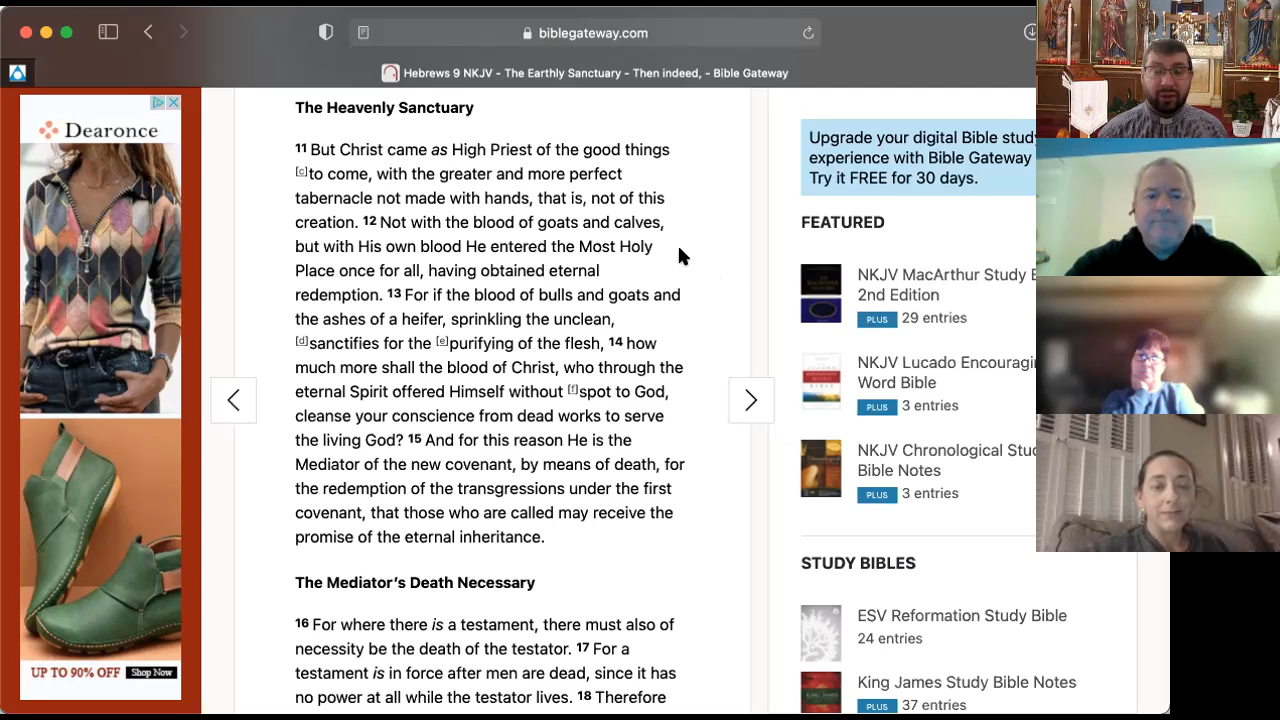 biblegateway.com
Hebrews 9 NKJV - The Earthly Sanctuary - Then indeed, - Bible Gateway
Dearonce
UP TO 90% OFF Shop Now
The Heavenly Sanctuary
11 But Christ came as High Priest of the good things
[c]to come, with the greater and more perfect
tabernacle not made with hands, that is, not of this
creation. 12 Not with the blood of goats and calves,
but with His own blood He entered the Most Holy
Place once for all, having obtained eternal
redemption. 13 For if the blood of bulls and goats and
the ashes of a heifer, sprinkling the unclean,
[d]sanctifies for the [e]purifying of the flesh, 14 how
much more shall the blood of Christ, who through the
eternal Spirit offered Himself without [f]spot to God,
cleanse your conscience from dead works to serve
the living God? 15 And for this reason He is the
Mediator of the new covenant, by means of death, for
the redemption of the transgressions under the first
covenant, that those who are called may receive the
promise of the eternal inheritance.
The Mediator's Death Necessary
16 For where there is a testament, there must also of
necessity be the death of the testator. 17 For a
testament is in force after men are dead, since it has
no power at all while the testator lives. 18 Therefore
Upgrade your digital Bible study
experience with Bible Gateway
Try it FREE for 30 days.
FEATURED
NKJV MacArthur Study
2nd Edition
PLUS 29 entries
NKJV Lucado
Word Bible
PLUS 3 entries
NKJV Chronological
Bible Notes
PLUS 3 entries
STUDY BIBLES
ESV Reformation Study Bible
24 entries
King James Study Bible Notes
PLUS 37 entries